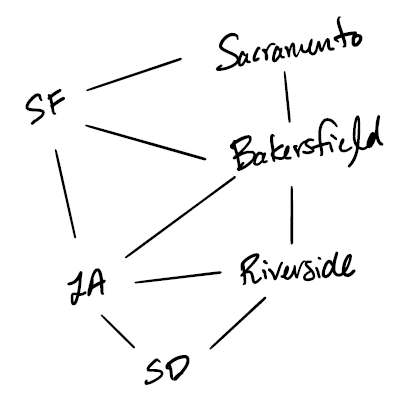 Sacramento
SF
Bakersfield
LA
Riverside
SD